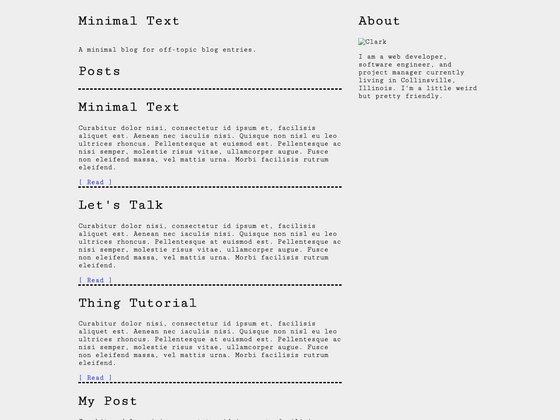 Minimal Text
A minimal blog for off-topic blog entries.
Posts
Minimal Text
Curabitur dolor nisi, consectetur id ipsum et, facilisis
aliquet est. Aenean nec iaculis nisi. Quisque non nisl eu leo
ultrices rhoncus. Pellentesque at euismod est. Pellentesque ac
nisi semper, molestie risus vitae, ullamcorper augue. Fusce
non eleifend massa, vel mattis urna. Morbi facilisis rutrum
eleifend.
[ Read ]
Let's Talk
Curabitur dolor nisi, consectetur id ipsum et, facilisis
aliquet est. Aenean nec iaculis nisi. Quisque non nisl eu leo
ultrices rhoncus. Pellentesque at euismod est. Pellentesque ac
nisi semper, molestie risus vitae, ullamcorper augue. Fusce
non eleifend massa, vel mattis urna. Morbi facilisis rutrum
eleifend.
[ Read ]
Thing Tutorial
Curabitur dolor nisi, consectetur id ipsum et, facilisis
aliquet est. Aenean nec iaculis nisi. Quisque non nisl eu leo
ultrices rhoncus. Pellentesque at euismod est. Pellentesque ac
nisi semper, molestie risus vitae, ullamcorper augue. Fusce
non eleifend massa, vel mattis urna. Morbi facilisis rutrum
eleifend.
[ Read ]
My Post
About
Clark
I am a web developer,
software engineer, and
project manager currently
living in Collinsville,
Illinois. I'm a little weird
but pretty friendly.